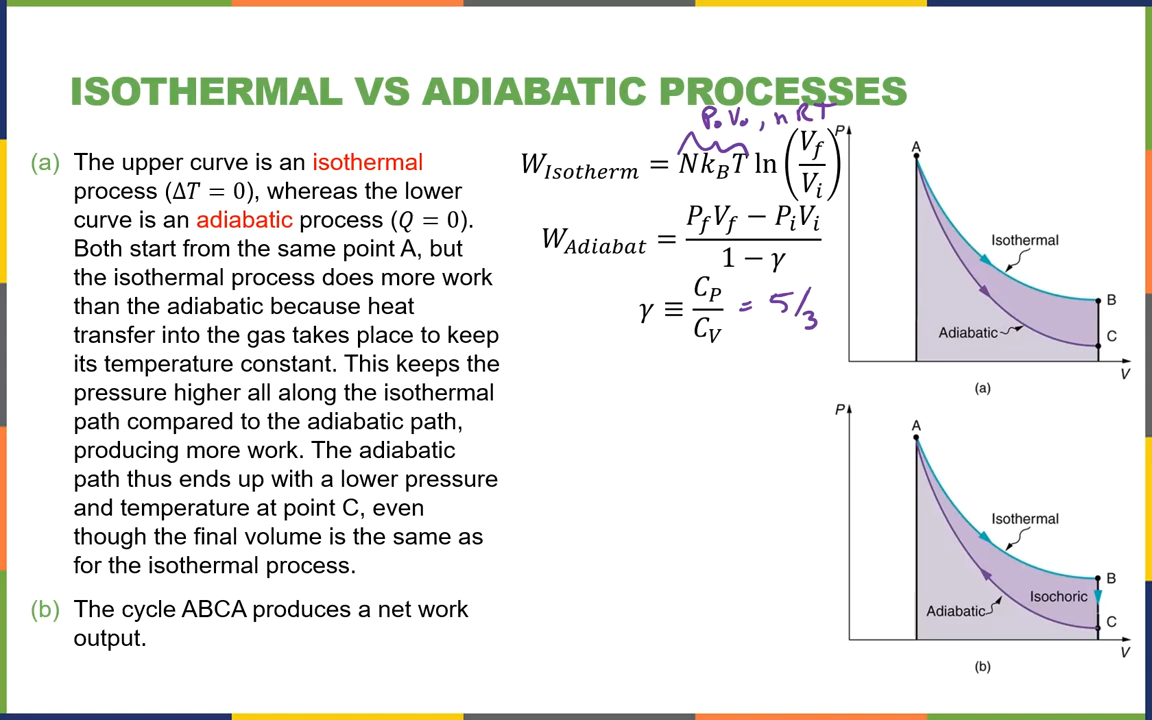 ISOTHERMAL VS ADIABATIC PROCESSES
(a) The upper curve is an isothermal
process (ΔT = 0), whereas the lower
curve is an adiabatic process (Q = 0).
Both start from the same point A, but
the isothermal process does more work
than the adiabatic because heat
transfer into the gas takes place to keep
its temperature constant. This keeps the
pressure higher all along the isothermal
path compared to the adiabatic path,
producing more work. The adiabatic
path thus ends up with a lower pressure
and temperature at point C, even
though the final volume is the same as
for the isothermal process.
(b) The cycle ABCA produces a net work
output.
P₀V₀, nRT
W_Isotherm = Nk_BT ln(V_f/V_i)
W_Adiabat = (P_fV_f − P_iV_i)/(1 − γ)
γ ≡ C_P/C_V = 5/3
P
A
Isothermal
B
Adiabatic
C
V
(a)
P
A
Isothermal
B
Isochoric
Adiabatic
C
V
(b)